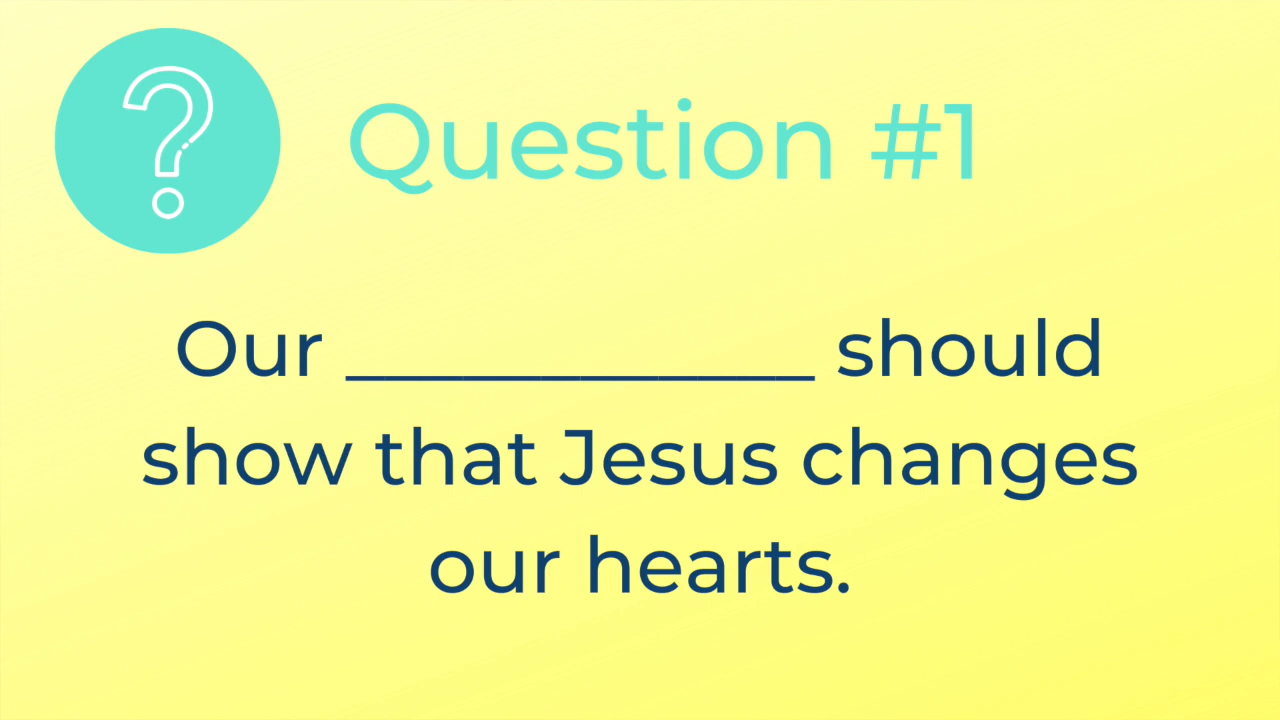 Question #1
Our ____________ should
show that Jesus changes
our hearts.